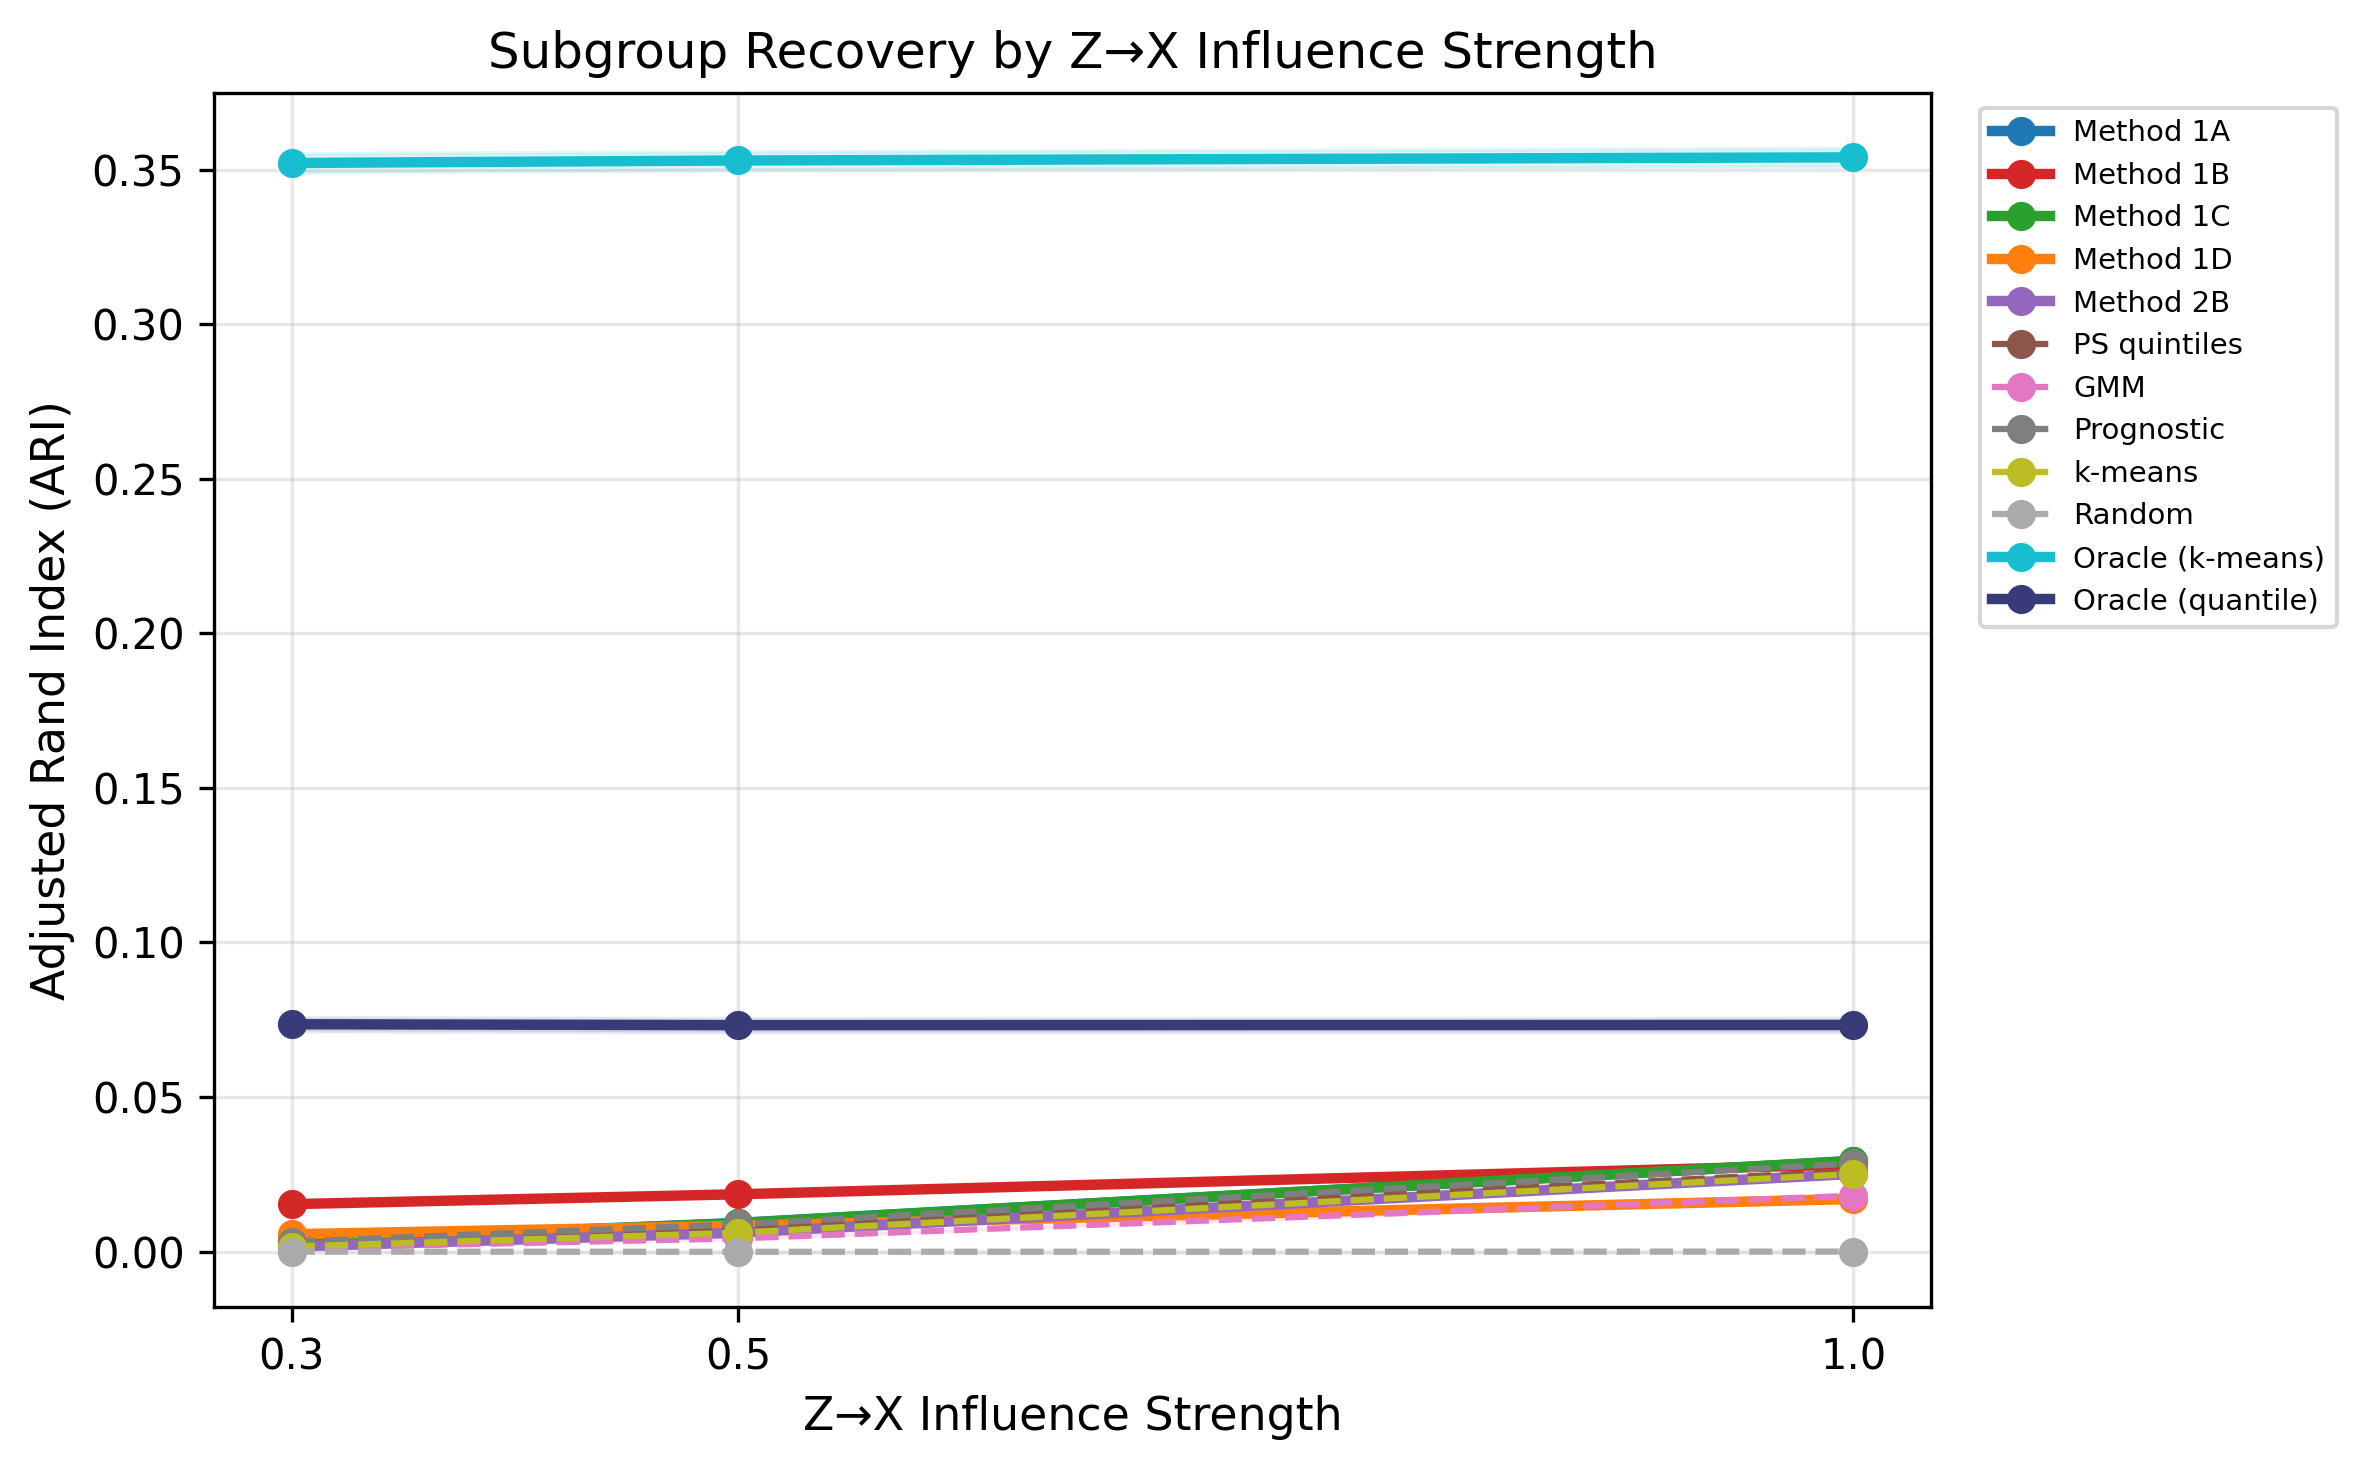 Subgroup Recovery by Z→X Influence Strength
Adjusted Rand Index (ARI)
0.35
0.30
0.25
0.20
0.15
0.10
0.05
0.00
0.3
0.5
1.0
Z→X Influence Strength
Method 1A
Method 1B
Method 1C
Method 1D
Method 2B
PS quintiles
GMM
Prognostic
k-means
Random
Oracle (k-means)
Oracle (quantile)